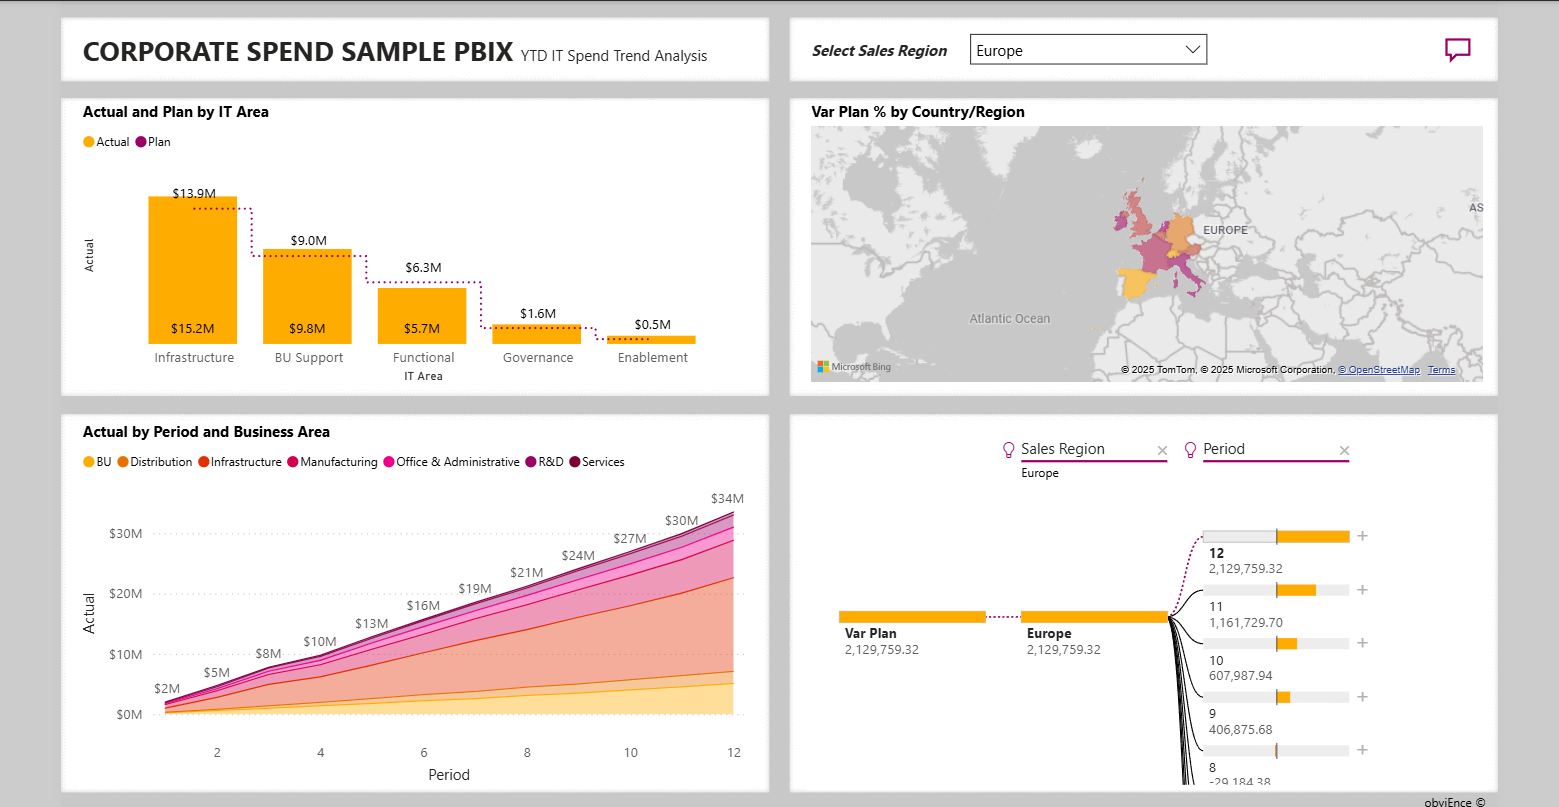 CORPORATE SPEND SAMPLE PBIX YTD IT Spend Trend Analysis
Select Sales Region
Europe
Actual and Plan by IT Area
Actual Plan
Actual
$13.9M
$9.0M
$6.3M
$1.6M
$0.5M
$15.2M
$9.8M
$5.7M
Infrastructure
BU Support
Functional
Governance
Enablement
IT Area
Var Plan % by Country/Region
AS
EUROPE
Atlantic Ocean
Microsoft Bing
© 2025 TomTom, © 2025 Microsoft Corporation, © OpenStreetMap Terms
Actual by Period and Business Area
BU Distribution Infrastructure Manufacturing Office & Administrative R&D Services
Actual
$30M
$20M
$10M
$0M
$2M
$5M
$8M
$10M
$13M
$16M
$19M
$21M
$24M
$27M
$30M
$34M
2
4
6
8
10
12
Period
Sales Region
Europe
Period
Var Plan
2,129,759.32
Europe
2,129,759.32
12
2,129,759.32
11
1,161,729.70
10
607,987.94
9
406,875.68
8
-29,184.38
obviEnce ©